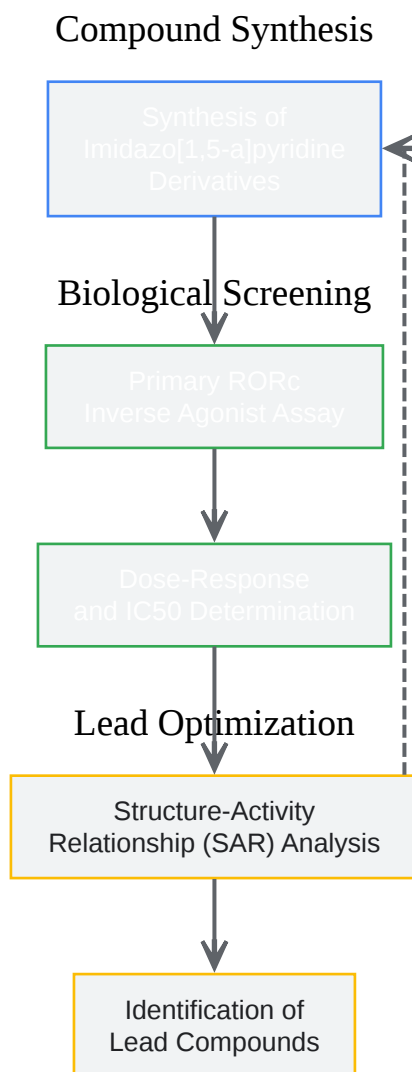 Compound Synthesis
Synthesis of
Imidazo[1,5-a]pyridine
Derivatives
Biological Screening
Primary RORc
Inverse Agonist Assay
Dose-Response
and IC50 Determination
Lead Optimization
Structure-Activity
Relationship (SAR) Analysis
Identification of
Lead Compounds